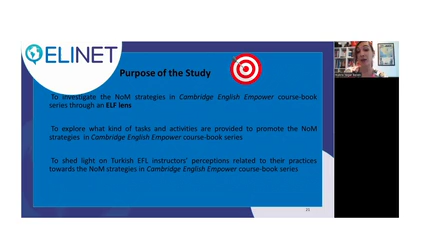 ELINET
Purpose of the Study
To investigate the NoM strategies in Cambridge English Empower course-book
series through an ELF lens
To explore what kind of tasks and activities are provided to promote the NoM
strategies in Cambridge English Empower course-book series
To shed light on Turkish EFL instructors' perceptions related to their practices
towards the NoM strategies in Cambridge English Empower course-book series